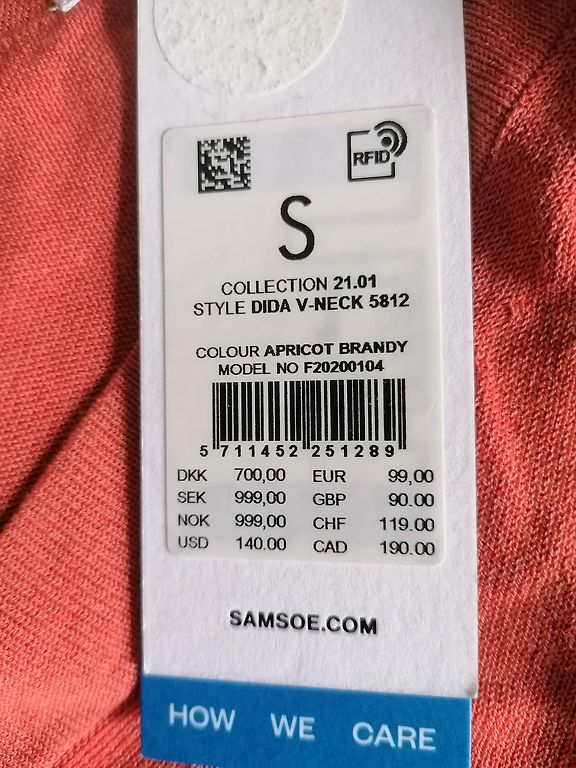 RFID
S
COLLECTION 21.01
STYLE DIDA V-NECK 5812
COLOUR APRICOT BRANDY
MODEL NO F20200104
5 711452 251289
DKK 700,00 EUR 99,00
SEK 999,00 GBP 90.00
NOK 999,00 CHF 119.00
USD 140.00 CAD 190.00
SAMSOE.COM
HOW WE CARE